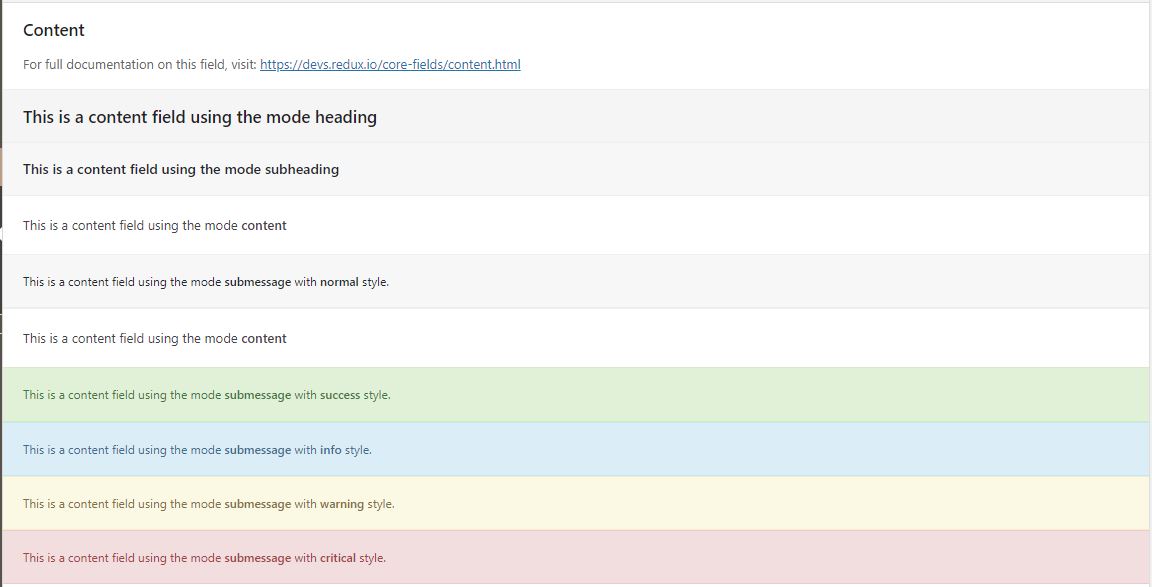 Content
For full documentation on this field, visit: https://devs.redux.io/core-fields/content.html
This is a content field using the mode heading
This is a content field using the mode subheading
This is a content field using the mode content
This is a content field using the mode submessage with normal style.
This is a content field using the mode content
This is a content field using the mode submessage with success style.
This is a content field using the mode submessage with info style.
This is a content field using the mode submessage with warning style.
This is a content field using the mode submessage with critical style.